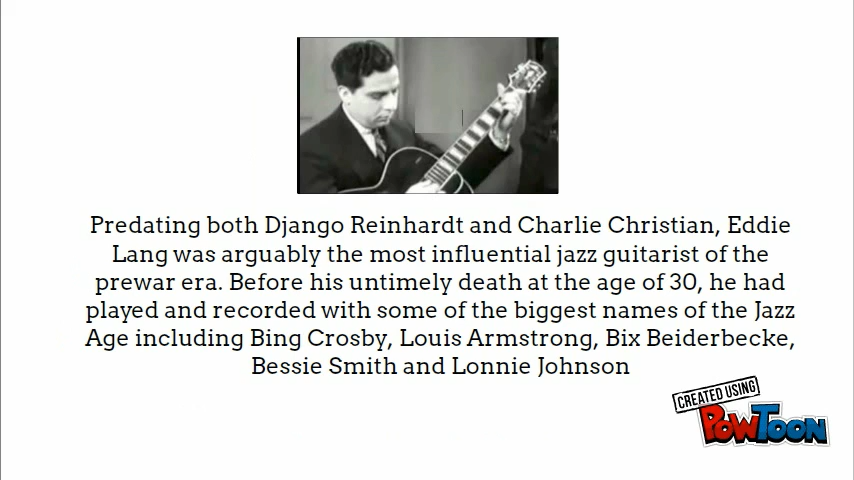 Predating both Django Reinhardt and Charlie Christian, Eddie
Lang was arguably the most influential jazz guitarist of the
prewar era. Before his untimely death at the age of 30, he had
played and recorded with some of the biggest names of the Jazz
Age including Bing Crosby, Louis Armstrong, Bix Beiderbecke,
Bessie Smith and Lonnie Johnson
CREATED USING
POWTOON